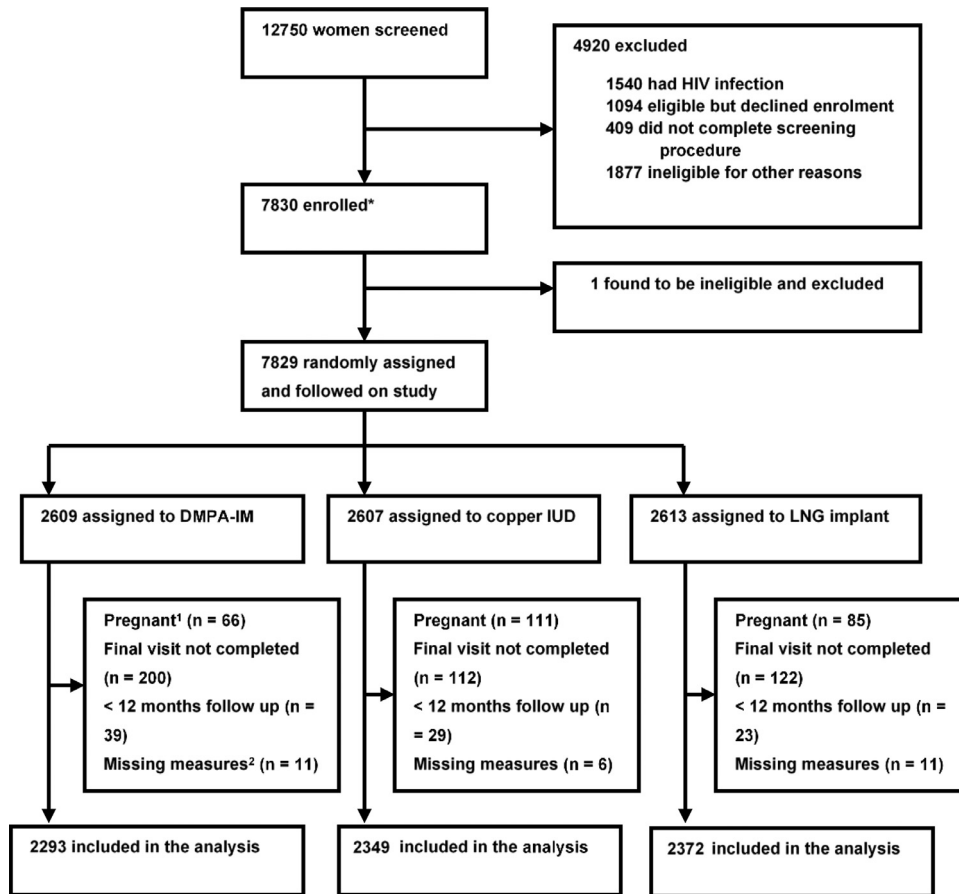 12750 women screened
4920 excluded
1540 had HIV infection
1094 eligible but declined enrolment
409 did not complete screening
procedure
1877 ineligible for other reasons
7830 enrolled*
1 found to be ineligible and excluded
7829 randomly assigned
and followed on study
2609 assigned to DMPA-IM
2607 assigned to copper IUD
2613 assigned to LNG implant
Pregnant¹ (n = 66)
Final visit not completed
(n = 200)
< 12 months follow up (n =
39)
Missing measures² (n = 11)
Pregnant (n = 111)
Final visit not completed
(n = 112)
< 12 months follow up (n
= 29)
Missing measures (n = 6)
Pregnant (n = 85)
Final visit not completed
(n = 122)
< 12 months follow up (n =
23)
Missing measures (n = 11)
2293 included in the analysis
2349 included in the analysis
2372 included in the analysis